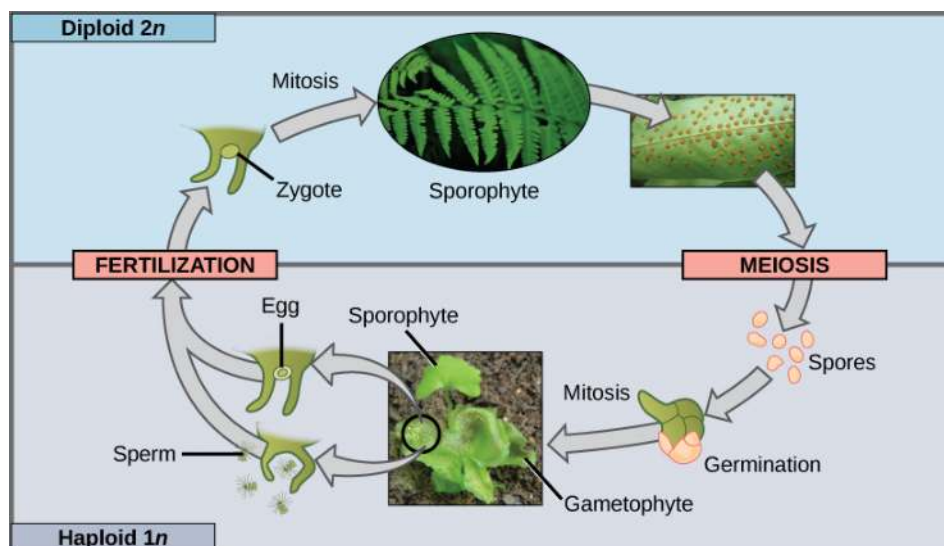 Diploid 2n
Mitosis
Zygote
Sporophyte
FERTILIZATION
MEIOSIS
Egg
Sporophyte
Spores
Mitosis
Sperm
Germination
Gametophyte
Haploid 1n